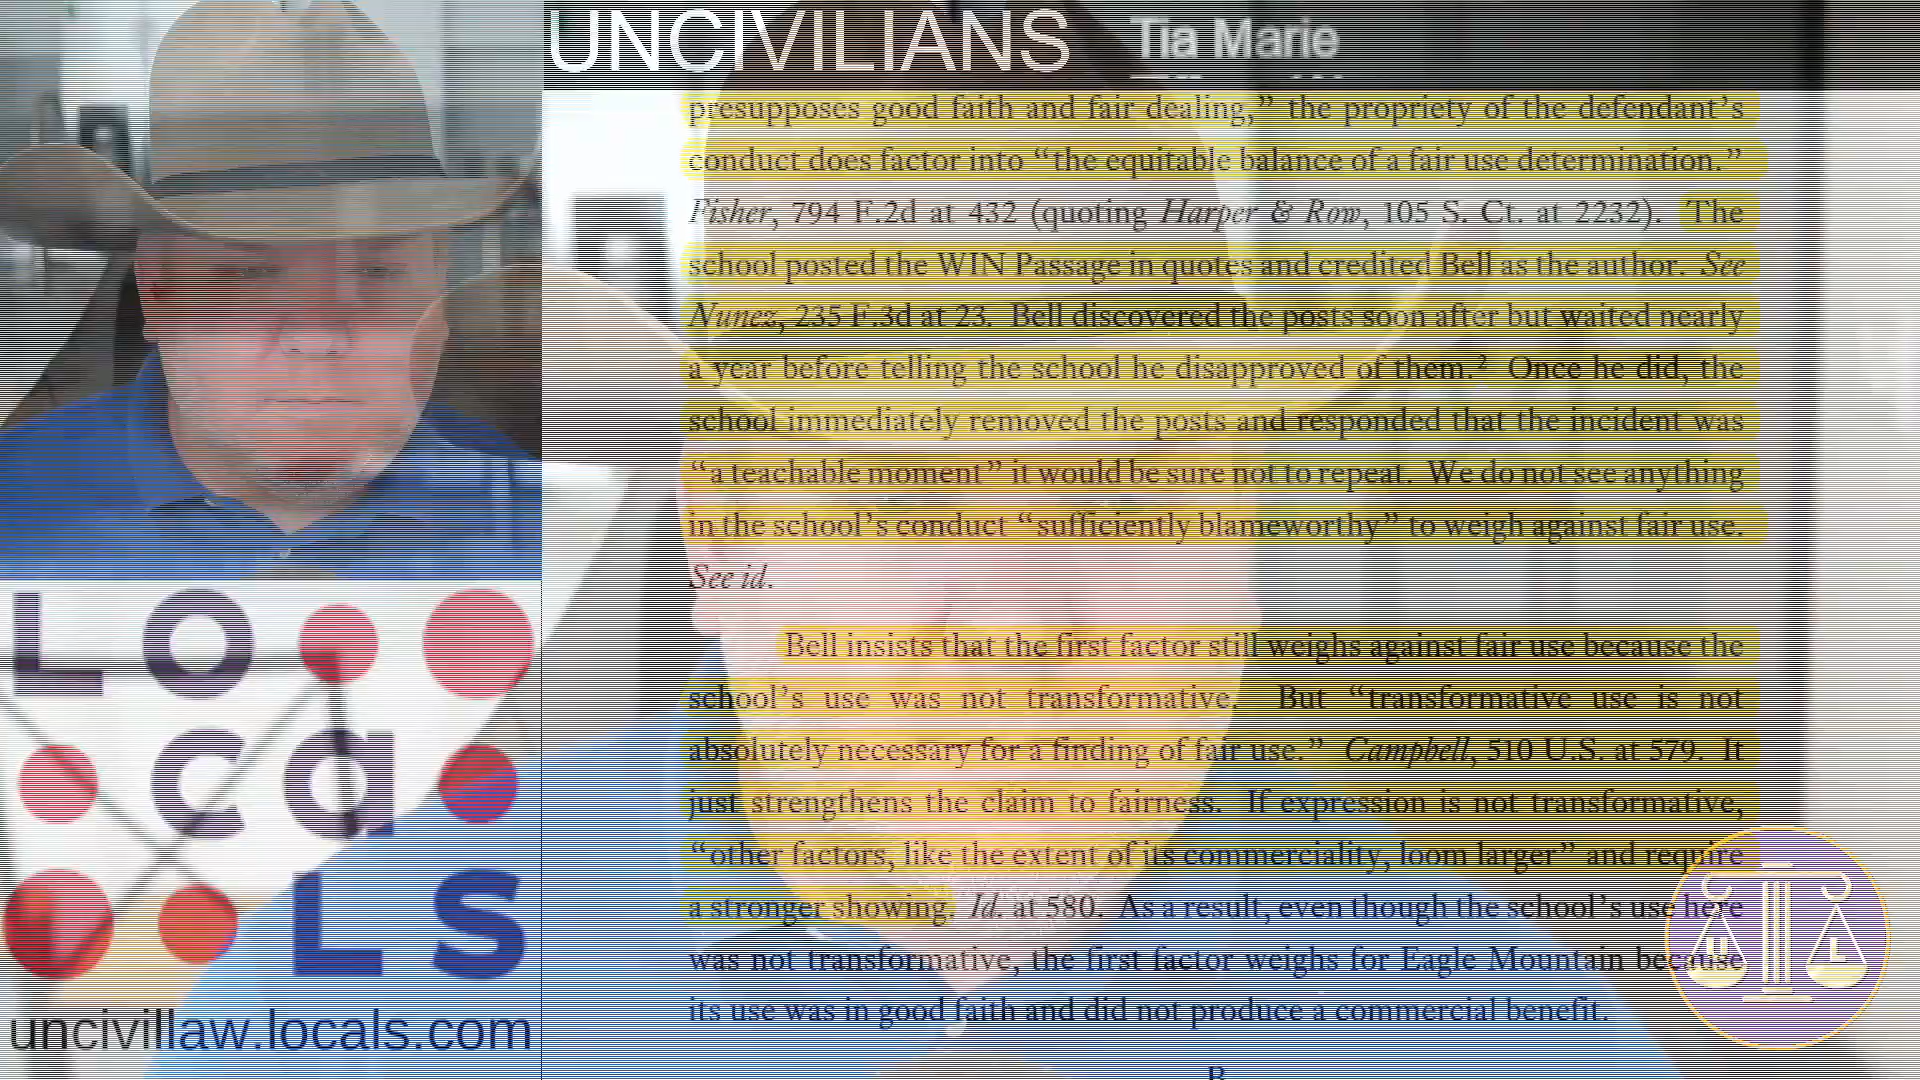 UNCIVILIANS
Tia Marie
presupposes good faith and fair dealing,” the propriety of the defendant’s
conduct does factor into “the equitable balance of a fair use determination.”
Fisher, 794 F.2d at 432 (quoting Harper & Row, 105 S. Ct. at 2232). The
school posted the WIN Passage in quotes and credited Bell as the author. See
Nunez, 235 F.3d at 23. Bell discovered the posts soon after but waited nearly
a year before telling the school he disapproved of them.² Once he did, the
school immediately removed the posts and responded that the incident was
“a teachable moment” it would be sure not to repeat. We do not see anything
in the school’s conduct “sufficiently blameworthy” to weigh against fair use.
See id.
Bell insists that the first factor still weighs against fair use because the
school’s use was not transformative. But “transformative use is not
absolutely necessary for a finding of fair use.” Campbell, 510 U.S. at 579. It
just strengthens the claim to fairness. If expression is not transformative,
“other factors, like the extent of its commerciality, loom larger” and require
a stronger showing. Id. at 580. As a result, even though the school’s use here
was not transformative, the first factor weighs for Eagle Mountain because
its use was in good faith and did not produce a commercial benefit.
B
LO
ca
LS
uncivillaw.locals.com
U L